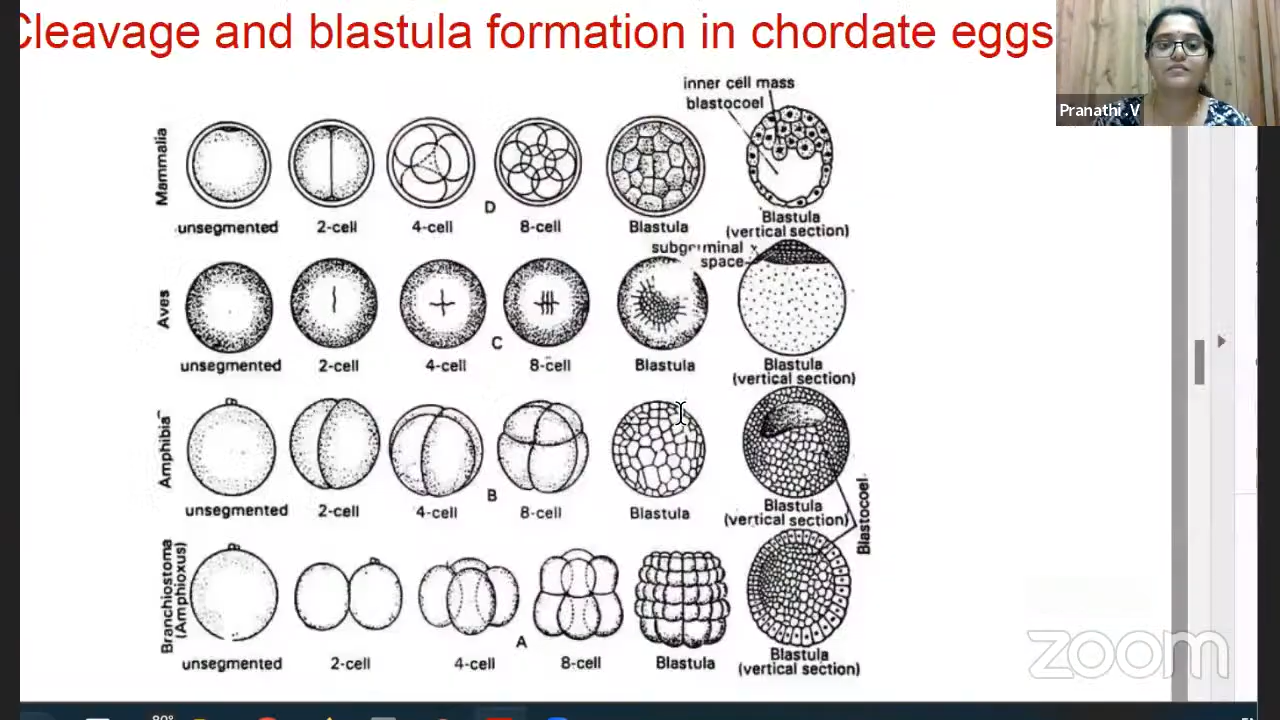 Cleavage and blastula formation in chordate eggs
Pranathi .V
inner cell mass
blastocoel
Mammalia
D
unsegmented 2-cell 4-cell 8-cell Blastula Blastula
(vertical section)
space
Aves
C
unsegmented 2-cell 4-cell 8-cell Blastula Blastula
(vertical section)
Amphibia
B
unsegmented 2-cell 4-cell 8-cell Blastula Blastula
(vertical section)
Blastocoel
Branchiostoma
(Amphioxus)
A
unsegmented 2-cell 4-cell 8-cell Blastula Blastula
(vertical section)
zoom
80°